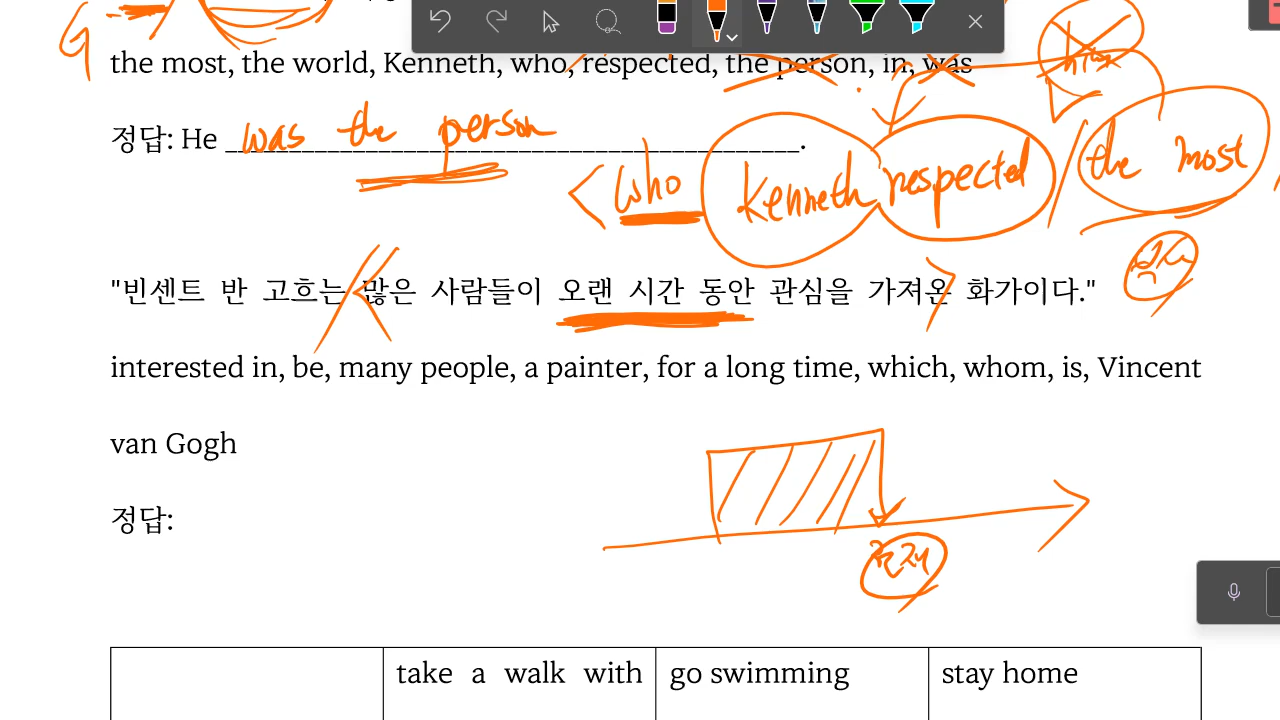 the most, the world, Kenneth, who, respected, the person, in, was
정답: He was the person.
<who Kenneth respected / the most
"빈센트 반 고흐는 많은 사람들이 오랜 시간 동안 관심을 가져온 화가이다."
interested in, be, many people, a painter, for a long time, which, whom, is, Vincent
van Gogh
정답:
take a walk with
go swimming
stay home